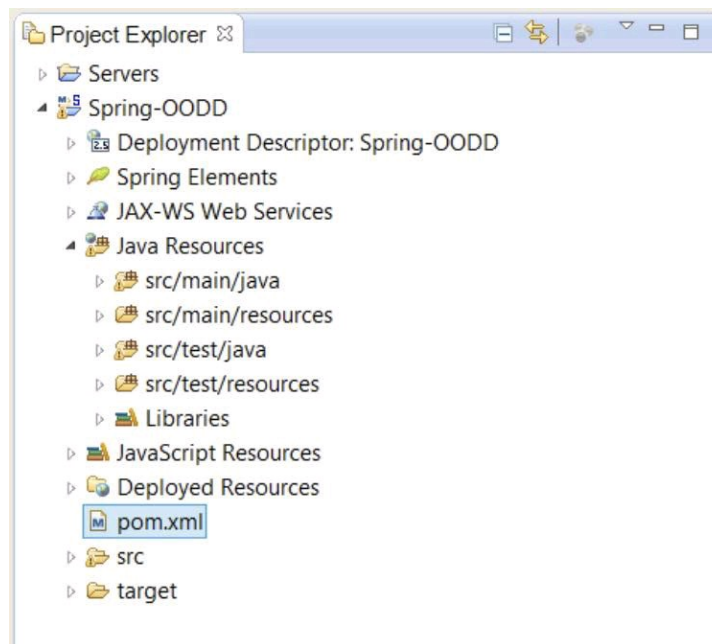 Project Explorer
Servers
Spring-OODD
Deployment Descriptor: Spring-OODD
Spring Elements
JAX-WS Web Services
Java Resources
src/main/java
src/main/resources
src/test/java
src/test/resources
Libraries
JavaScript Resources
Deployed Resources
pom.xml
src
target